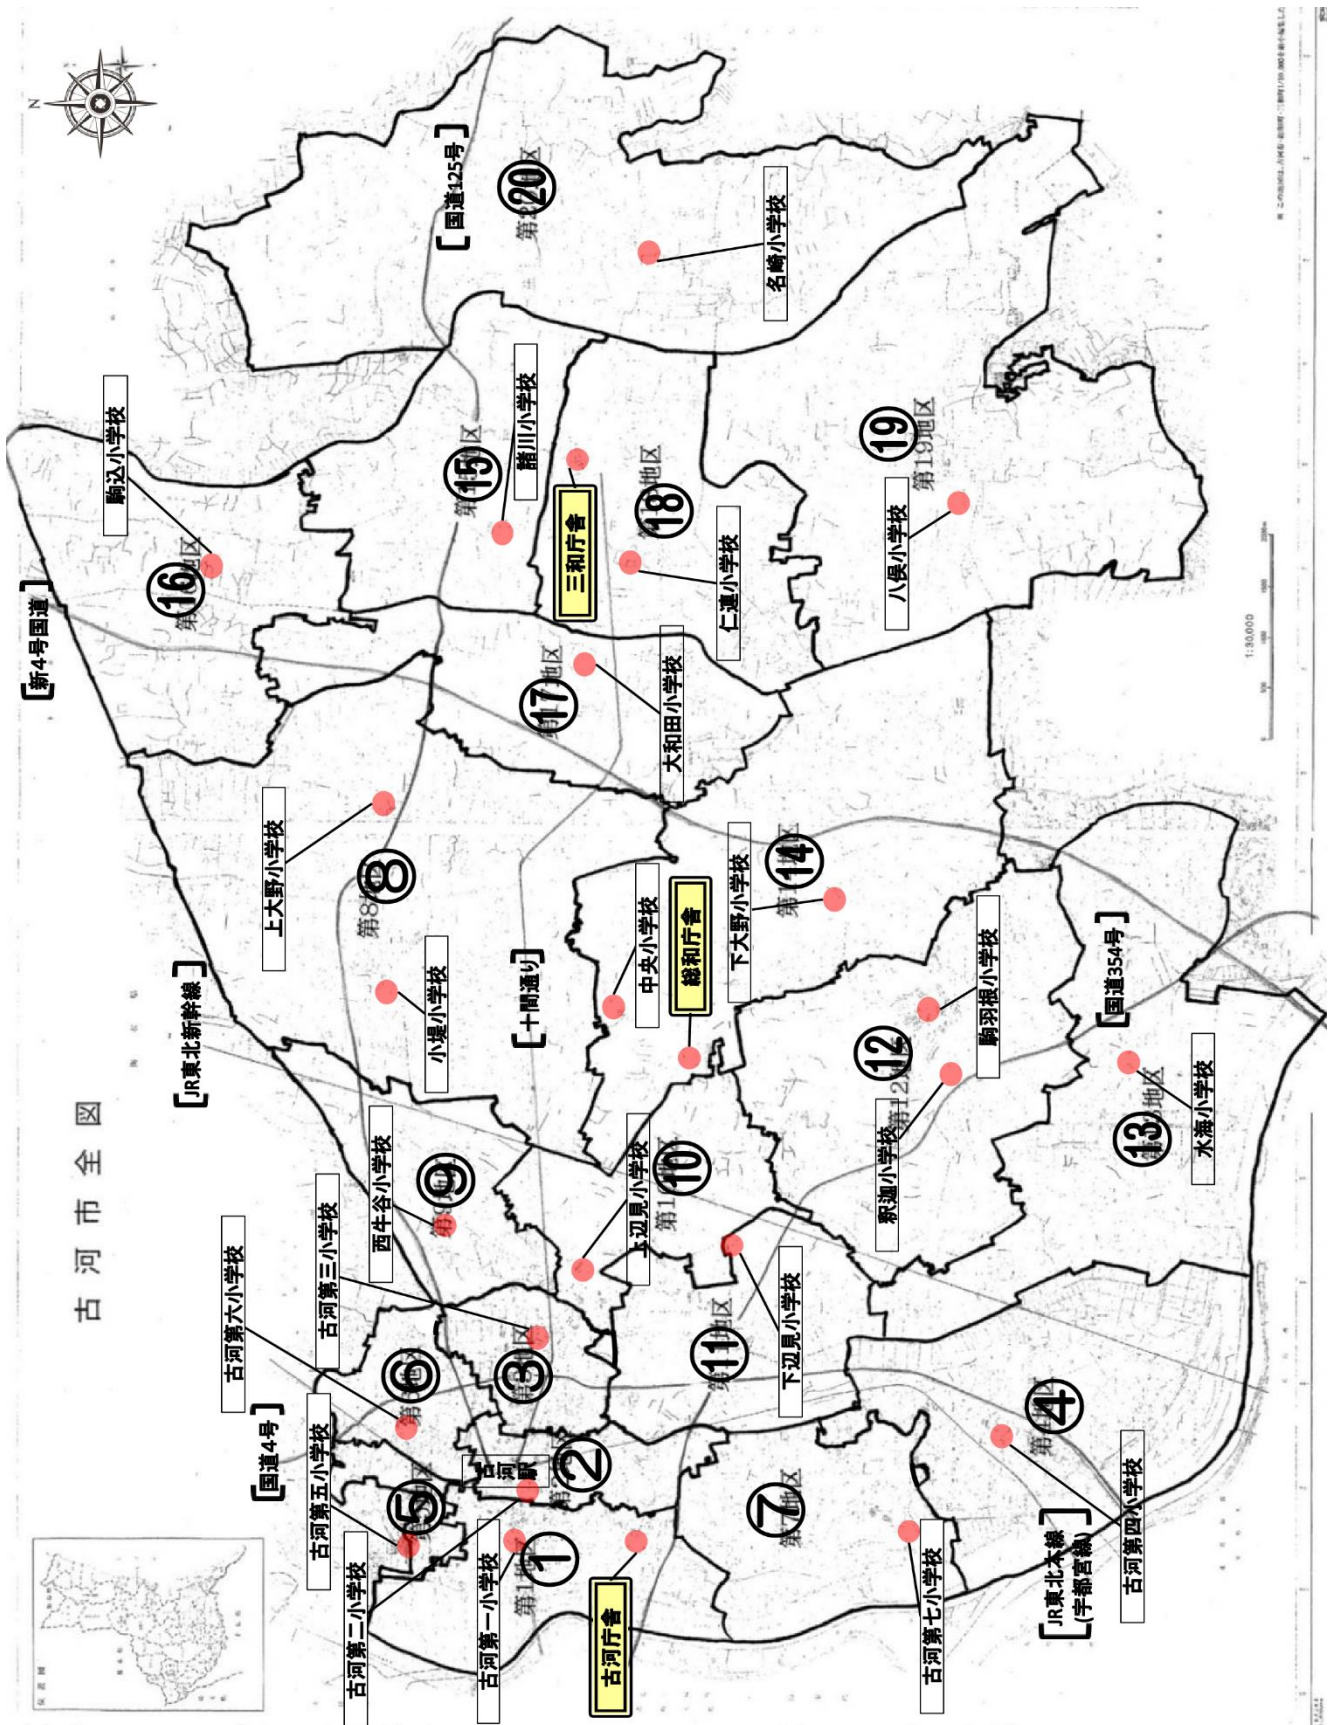 古河市全図
位置図
N
[新4号国道]
[JR東北新幹線]
[国道4号]
[国道125号]
[十間通り]
[国道354号]
[JR東北本線
(宇都宮線)]
駒込小学校
上大野小学校
小堤小学校
西牛谷小学校
古河第三小学校
古河第六小学校
古河第五小学校
古河第二小学校
古河第一小学校
諸川小学校
名崎小学校
三和庁舎
仁連小学校
八俣小学校
大和田小学校
中央小学校
総和庁舎
下大野小学校
上辺見小学校
駒羽根小学校
釈迦小学校
水海小学校
下辺見小学校
古河駅
古河庁舎
古河第七小学校
古河第四小学校
①
②
③
④
⑤
⑥
⑦
⑧
⑨
⑩
⑪
⑫
⑬
⑭
⑮
⑯
⑰
⑱
⑲
第19地区
⑳
1:30,000